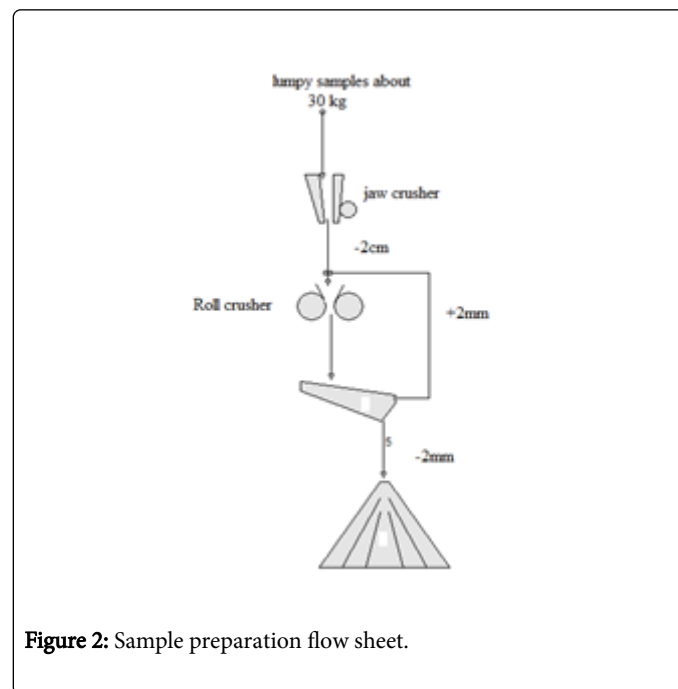 lumpy samples about
30 kg
jaw crusher
-2cm
Roll crusher
+2mm
5
-2mm
Figure 2: Sample preparation flow sheet.